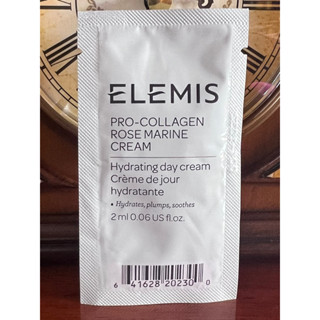 ELEMIS
PRO-COLLAGEN
ROSE MARINE
CREAM
Hydrating day cream
Crème de jour
hydratante
• Hydrates, plumps, soothes
2 ml 0.06 US fl.oz.
6 41628 20230 0